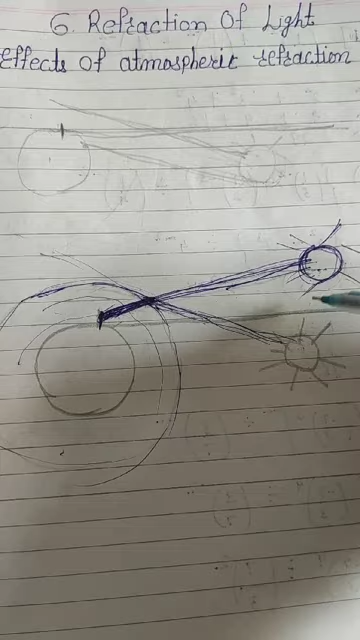 6. Refraction Of Light
Effects Of atmospheric refraction